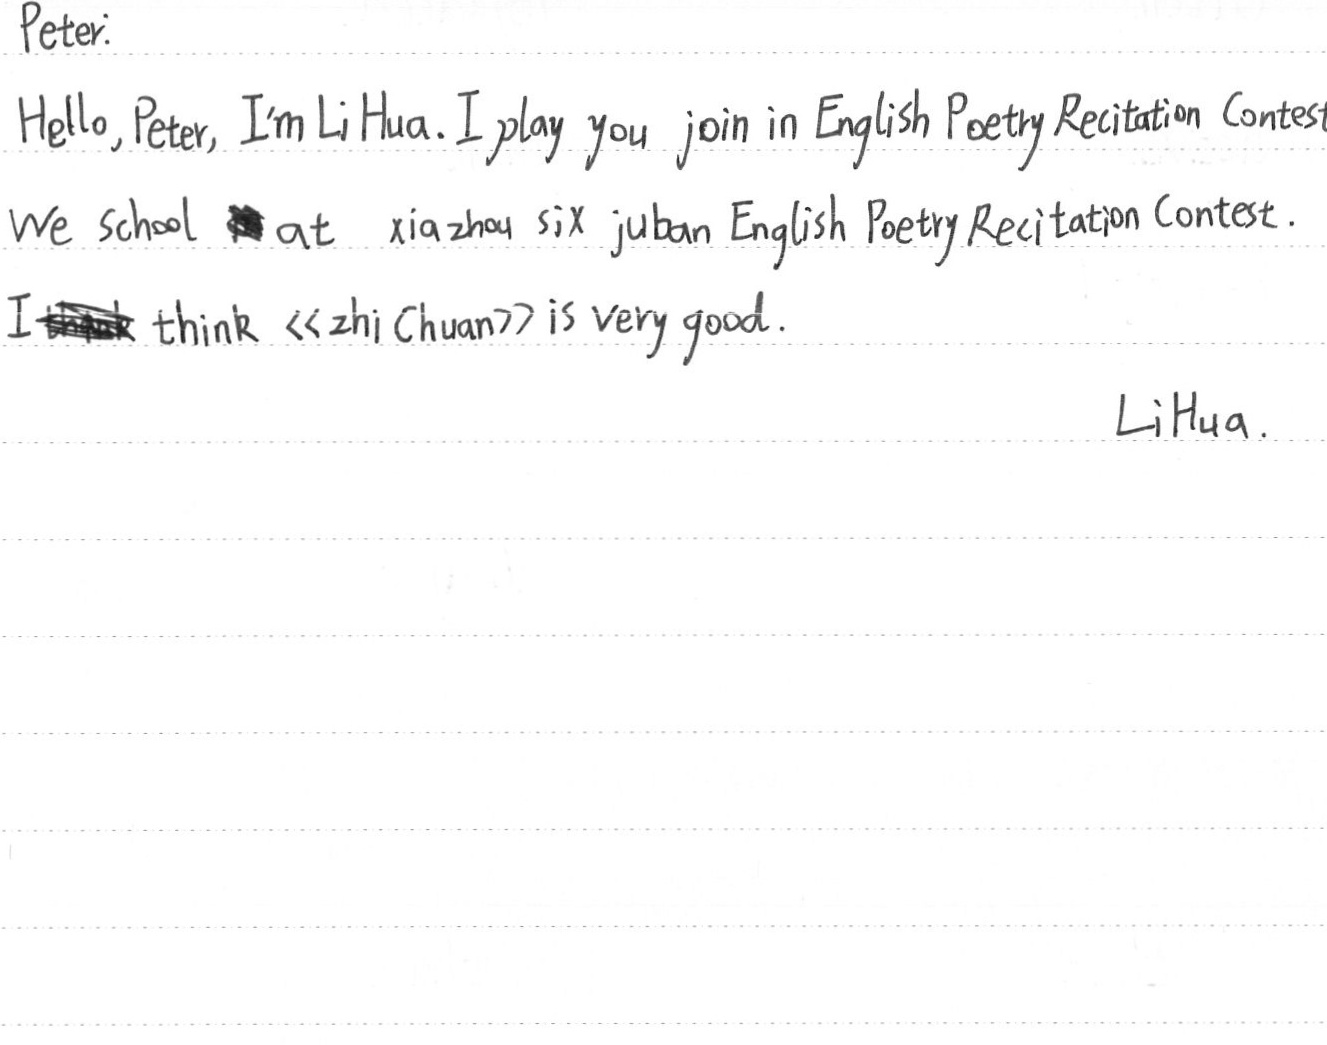 Peter:
Hello, Peter, I'm Li Hua. I play you join in English Poetry Recitation Contest
We school at xiazhou six juban English Poetry Recitation Contest.
I think <<zhi Chuan>> is very good.
Li Hua.